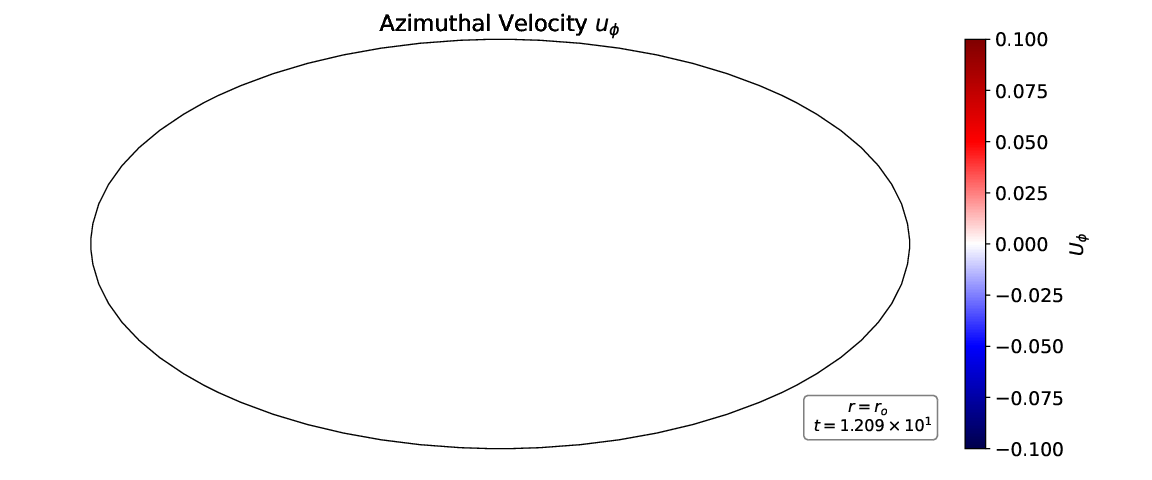 Azimuthal Velocity u_ϕ
0.100
0.075
0.050
0.025
0.000
−0.025
−0.050
−0.075
−0.100
U_ϕ
r = r_o
t = 1.209 × 10^1